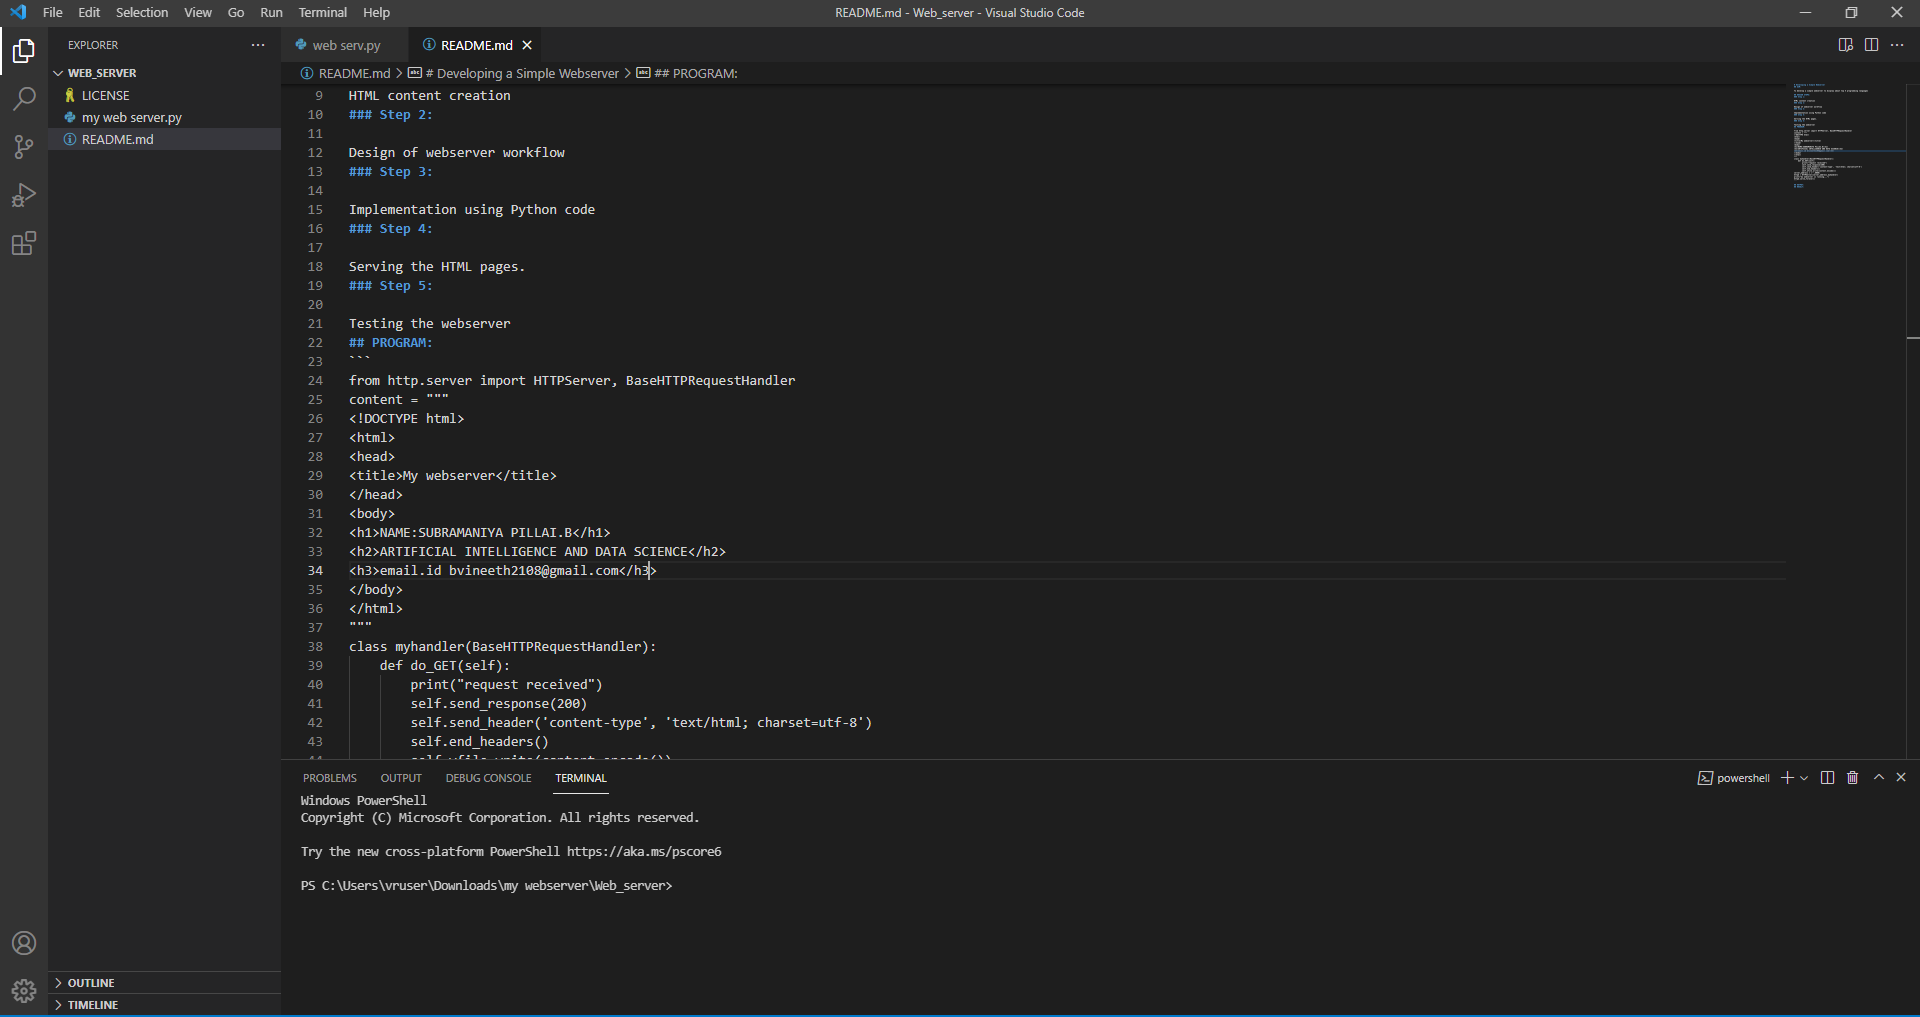 File Edit Selection View Go Run Terminal Help
README.md - Web_server - Visual Studio Code
EXPLORER
WEB_SERVER
LICENSE
my web server.py
README.md
OUTLINE
TIMELINE
web serv.py
README.md
README.md > # Developing a Simple Webserver > ## PROGRAM:
9 HTML content creation
10 ### Step 2:
11
12 Design of webserver workflow
13 ### Step 3:
14
15 Implementation using Python code
16 ### Step 4:
17
18 Serving the HTML pages.
19 ### Step 5:
20
21 Testing the webserver
22 ## PROGRAM:
23 ```
24 from http.server import HTTPServer, BaseHTTPRequestHandler
25 content = """
26 <!DOCTYPE html>
27 <html>
28 <head>
29 <title>My webserver</title>
30 </head>
31 <body>
32 <h1>NAME:SUBRAMANIYA PILLAI.B</h1>
33 <h2>ARTIFICIAL INTELLIGENCE AND DATA SCIENCE</h2>
34 <h3>email.id bvineeth2108@gmail.com</h3>
35 </body>
36 </html>
37 """
38 class myhandler(BaseHTTPRequestHandler):
39 def do_GET(self):
40 print("request received")
41 self.send_response(200)
42 self.send_header('content-type', 'text/html; charset=utf-8')
43 self.end_headers()
44 self.wfile.write(content.encode())
PROBLEMS OUTPUT DEBUG CONSOLE TERMINAL
powershell
Windows PowerShell
Copyright (C) Microsoft Corporation. All rights reserved.
Try the new cross-platform PowerShell https://aka.ms/pscore6
PS C:\Users\vruser\Downloads\my webserver\Web_server>